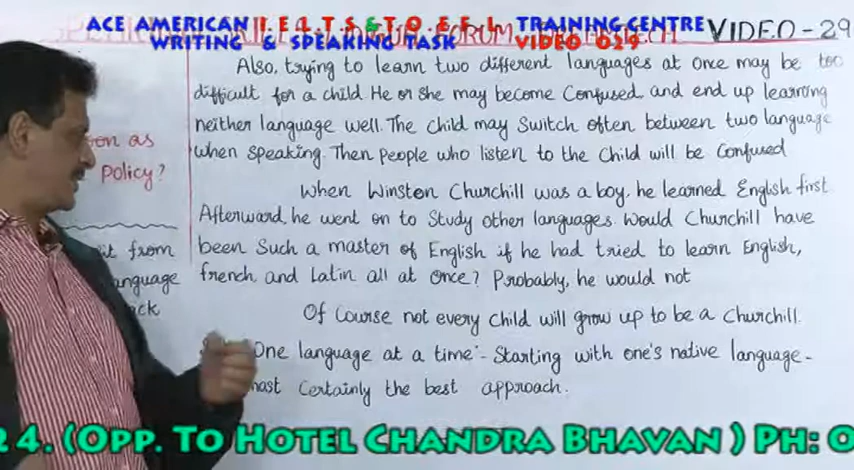 ACE AMERICAN I.E.L.T.S & T.O.E.F.L TRAINING CENTRE
WRITING & SPEAKING TASK VIDEO 029
VIDEO - 29
Also, trying to learn two different languages at once may be too
difficult for a child He or she may become Confused and end up learning
neither language well. The child may Switch often between two language
when speaking. Then people who listen to the child will be Confused
on as
Policy?
When Winston Churchill was a boy, he learned English first
Afterward, he went on to Study other languages. Would Churchill have
been Such a master of English if he had tried to learn English,
french, and Latin all at once? Probably, he would not
it from
anguage
ck
Of Course not every child will grow up to be a Churchill.
One language at a time - Starting with one's native language -
most Certainly the best approach.
24. (OPP. TO HOTEL CHANDRA BHAVAN ) PH: 0